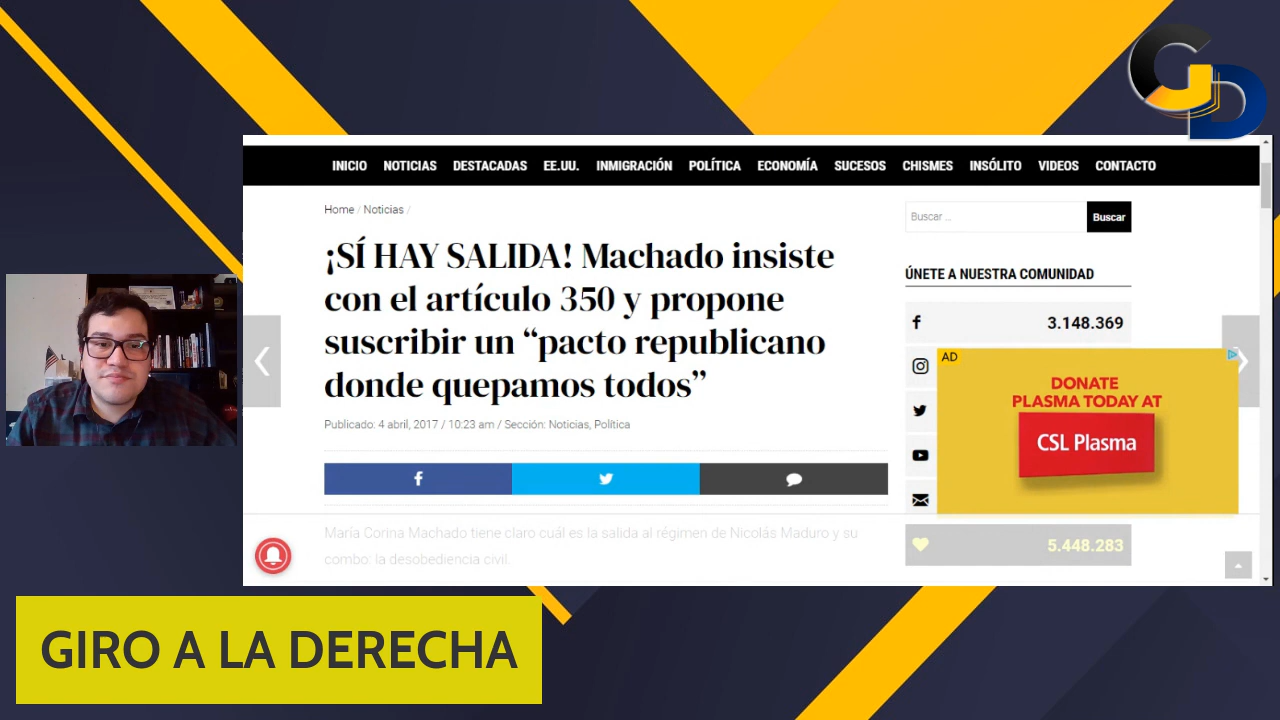 GD
INICIO NOTICIAS DESTACADAS EE.UU. INMIGRACIÓN POLÍTICA ECONOMÍA SUCESOS CHISMES INSÓLITO VIDEOS CONTACTO
Home / Noticias /
¡SÍ HAY SALIDA! Machado insiste
con el artículo 350 y propone
suscribir un “pacto republicano
donde quepamos todos”
Publicado: 4 abril, 2017 / 10:23 am / Sección: Noticias, Política
María Corina Machado tiene claro cuál es la salida al régimen de Nicolás Maduro y su
combo: la desobediencia civil.
Buscar ...
Buscar
ÚNETE A NUESTRA COMUNIDAD
3.148.369
AD
DONATE
PLASMA TODAY AT
CSL Plasma
5.448.283
GIRO A LA DERECHA